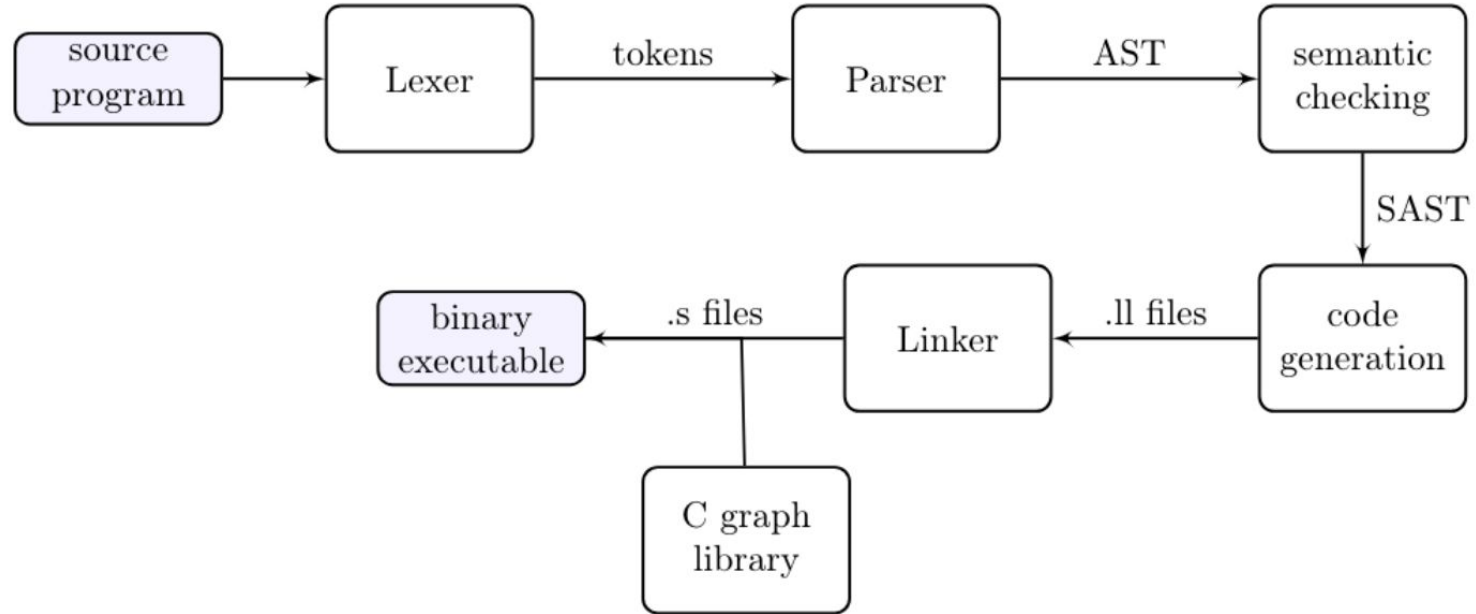 source
program
Lexer
tokens
Parser
AST
semantic
checking
SAST
code
generation
.ll files
Linker
.s files
binary
executable
C graph
library